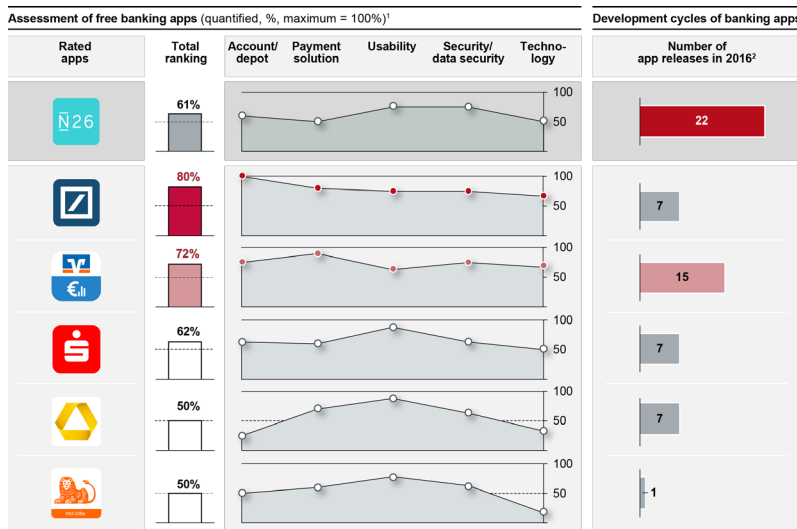 Assessment of free banking apps (quantified, %, maximum = 100%)¹
Development cycles of banking apps
Rated apps
Total ranking
Account/ depot
Payment solution
Usability
Security/ data security
Techno- logy
Number of app releases in 2016²
N26
61%
100
50
22
80%
100
50
7
€
72%
100
50
15
62%
100
50
7
50%
100
50
7
ING-DiBa
50%
100
50
1